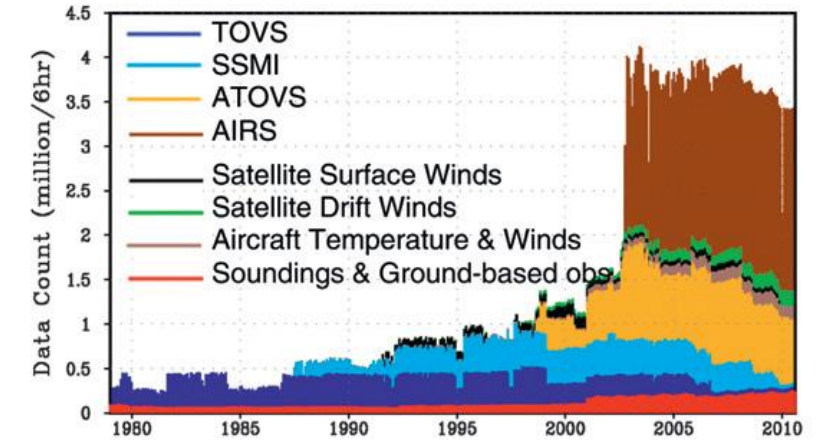 4.5
4
3.5
3
2.5
2
1.5
1
0.5
0
Data Count (million/6hr)
TOVS
SSMI
ATOVS
AIRS
Satellite Surface Winds
Satellite Drift Winds
Aircraft Temperature & Winds
Soundings & Ground-based obs
1980 1985 1990 1995 2000 2005 2010